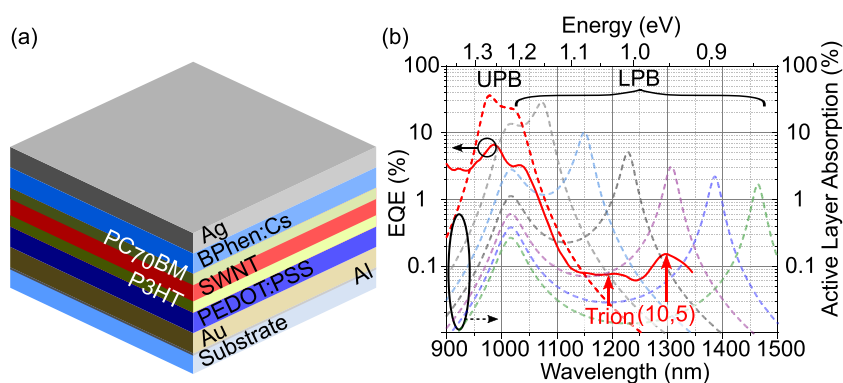 (a)
Ag
BPhen:Cs
PC70BM
SWNT
P3HT
PEDOT:PSS
Al
Au
Substrate
(b)
Energy (eV)
1.3 1.2 1.1 1.0 0.9
UPB LPB
EQE (%)
100
10
1
0.1
Trion (10,5)
100
10
1
0.1
Active Layer Absorption (%)
900 1000 1100 1200 1300 1400 1500
Wavelength (nm)